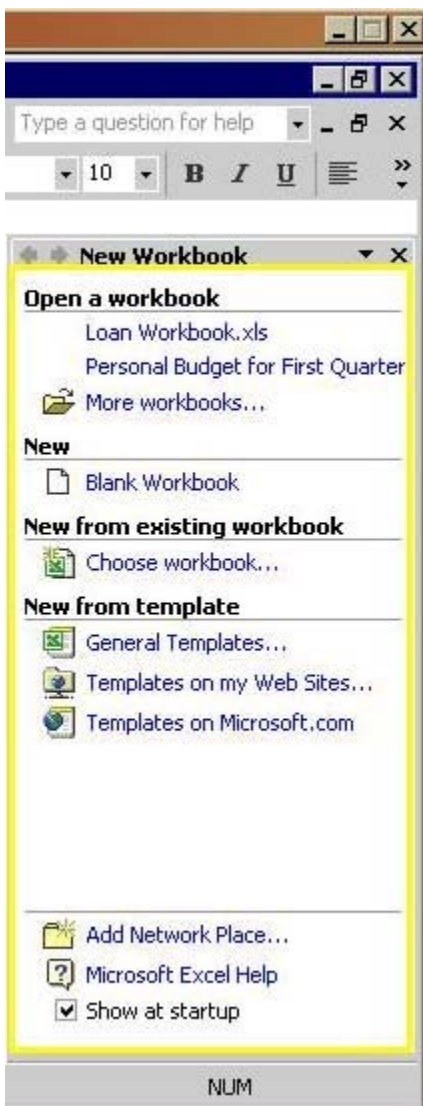 Type a question for help
10 B I U
New Workbook
Open a workbook
Loan Workbook.xls
Personal Budget for First Quarter
More workbooks...
New
Blank Workbook
New from existing workbook
Choose workbook...
New from template
General Templates...
Templates on my Web Sites...
Templates on Microsoft.com
Add Network Place...
Microsoft Excel Help
Show at startup
NUM